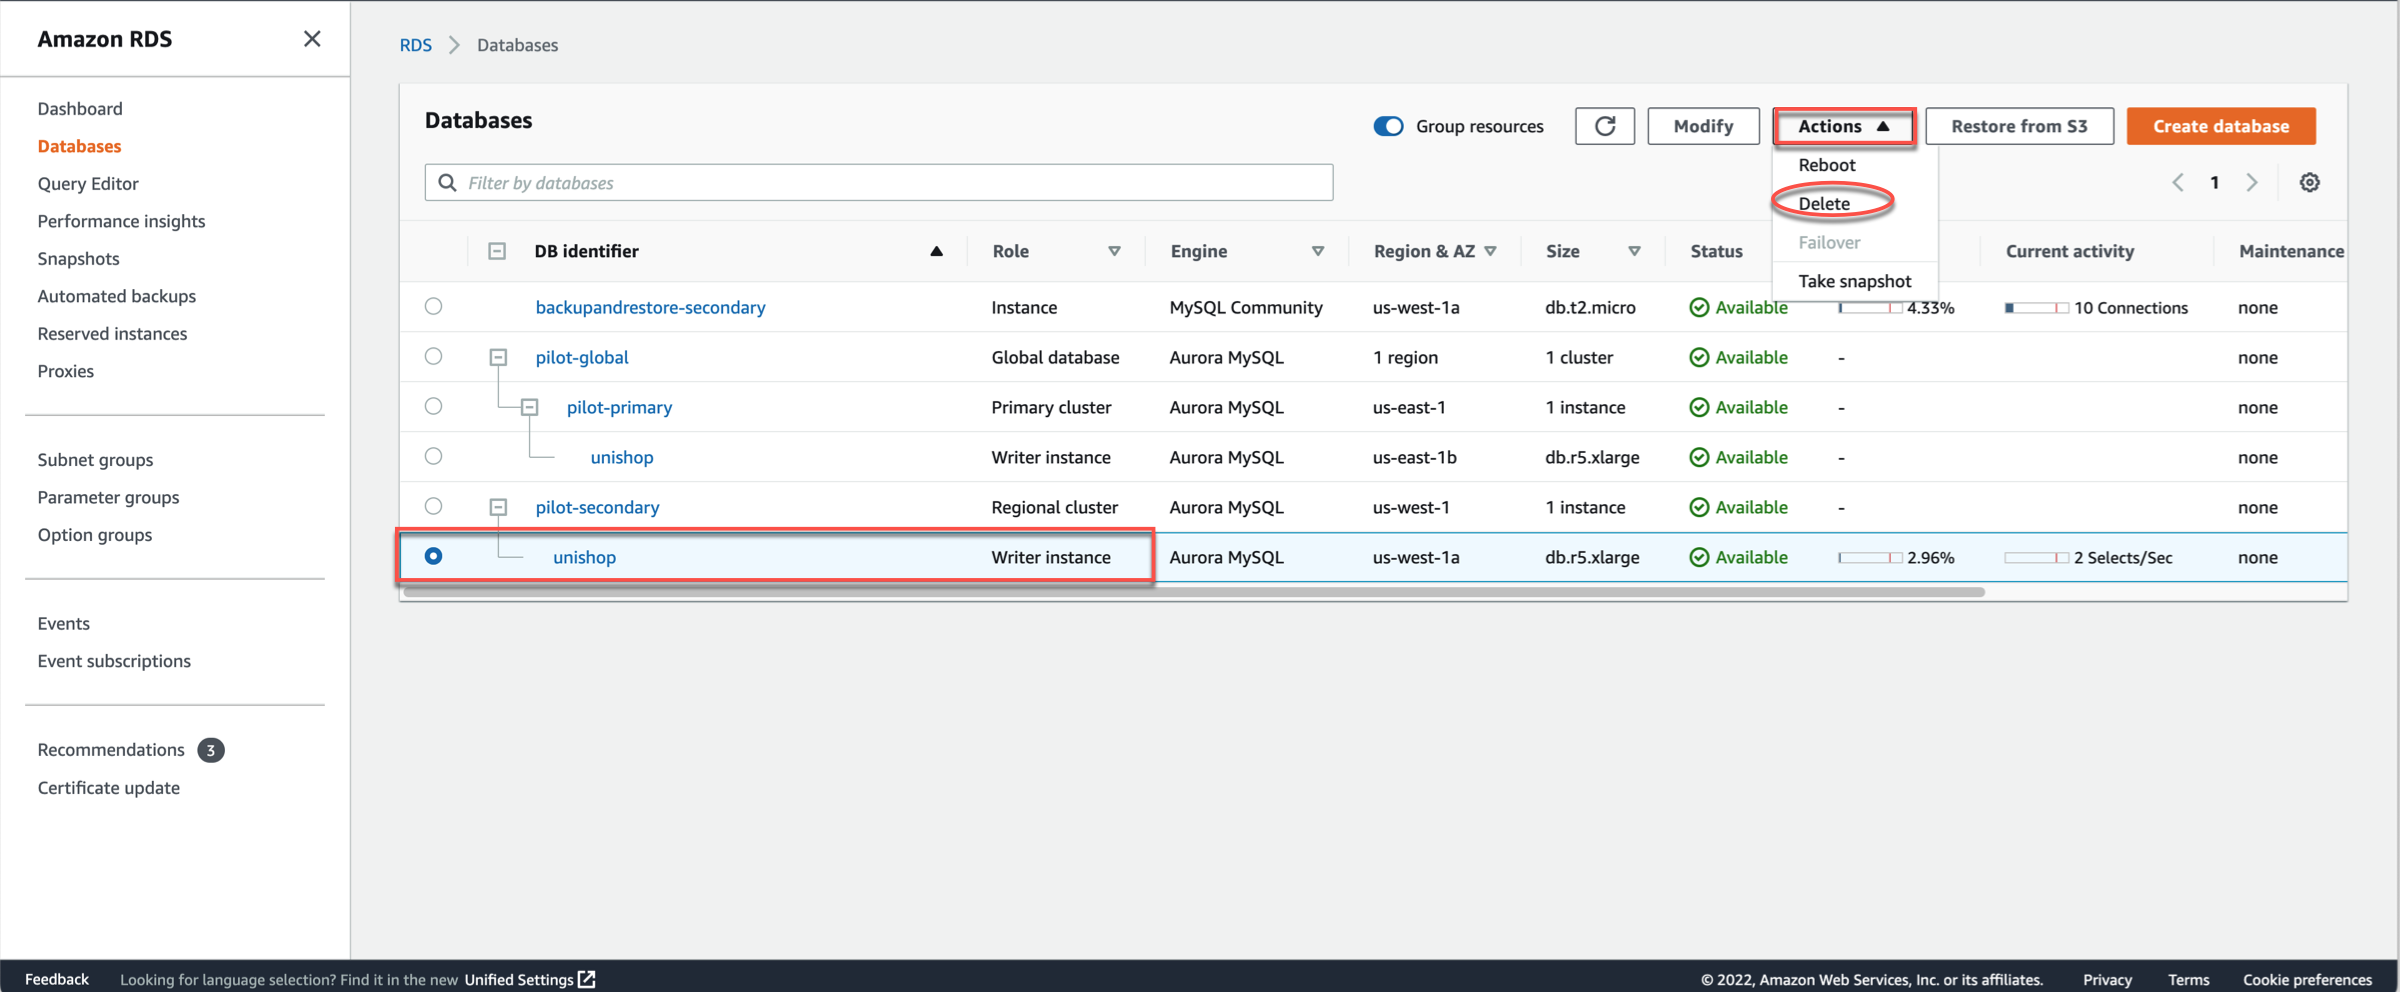 Amazon RDS
Dashboard
Databases
Query Editor
Performance insights
Snapshots
Automated backups
Reserved instances
Proxies
Subnet groups
Parameter groups
Option groups
Events
Event subscriptions
Recommendations 3
Certificate update
RDS Databases
Databases
Group resources Modify Actions Restore from S3 Create database
Reboot
Delete
Failover
Take snapshot
Filter by databases
1
DB identifier Role Engine Region & AZ Size Status Current activity Maintenance
backupandrestore-secondary Instance MySQL Community us-west-1a db.t2.micro Available 4.33% 10 Connections none
pilot-global Global database Aurora MySQL 1 region 1 cluster Available - none
pilot-primary Primary cluster Aurora MySQL us-east-1 1 instance Available - none
unishop Writer instance Aurora MySQL us-east-1b db.r5.xlarge Available - none
pilot-secondary Regional cluster Aurora MySQL us-west-1 1 instance Available - none
unishop Writer instance Aurora MySQL us-west-1a db.r5.xlarge Available 2.96% 2 Selects/Sec none
Feedback Looking for language selection? Find it in the new Unified Settings © 2022, Amazon Web Services, Inc. or its affiliates. Privacy Terms Cookie preferences